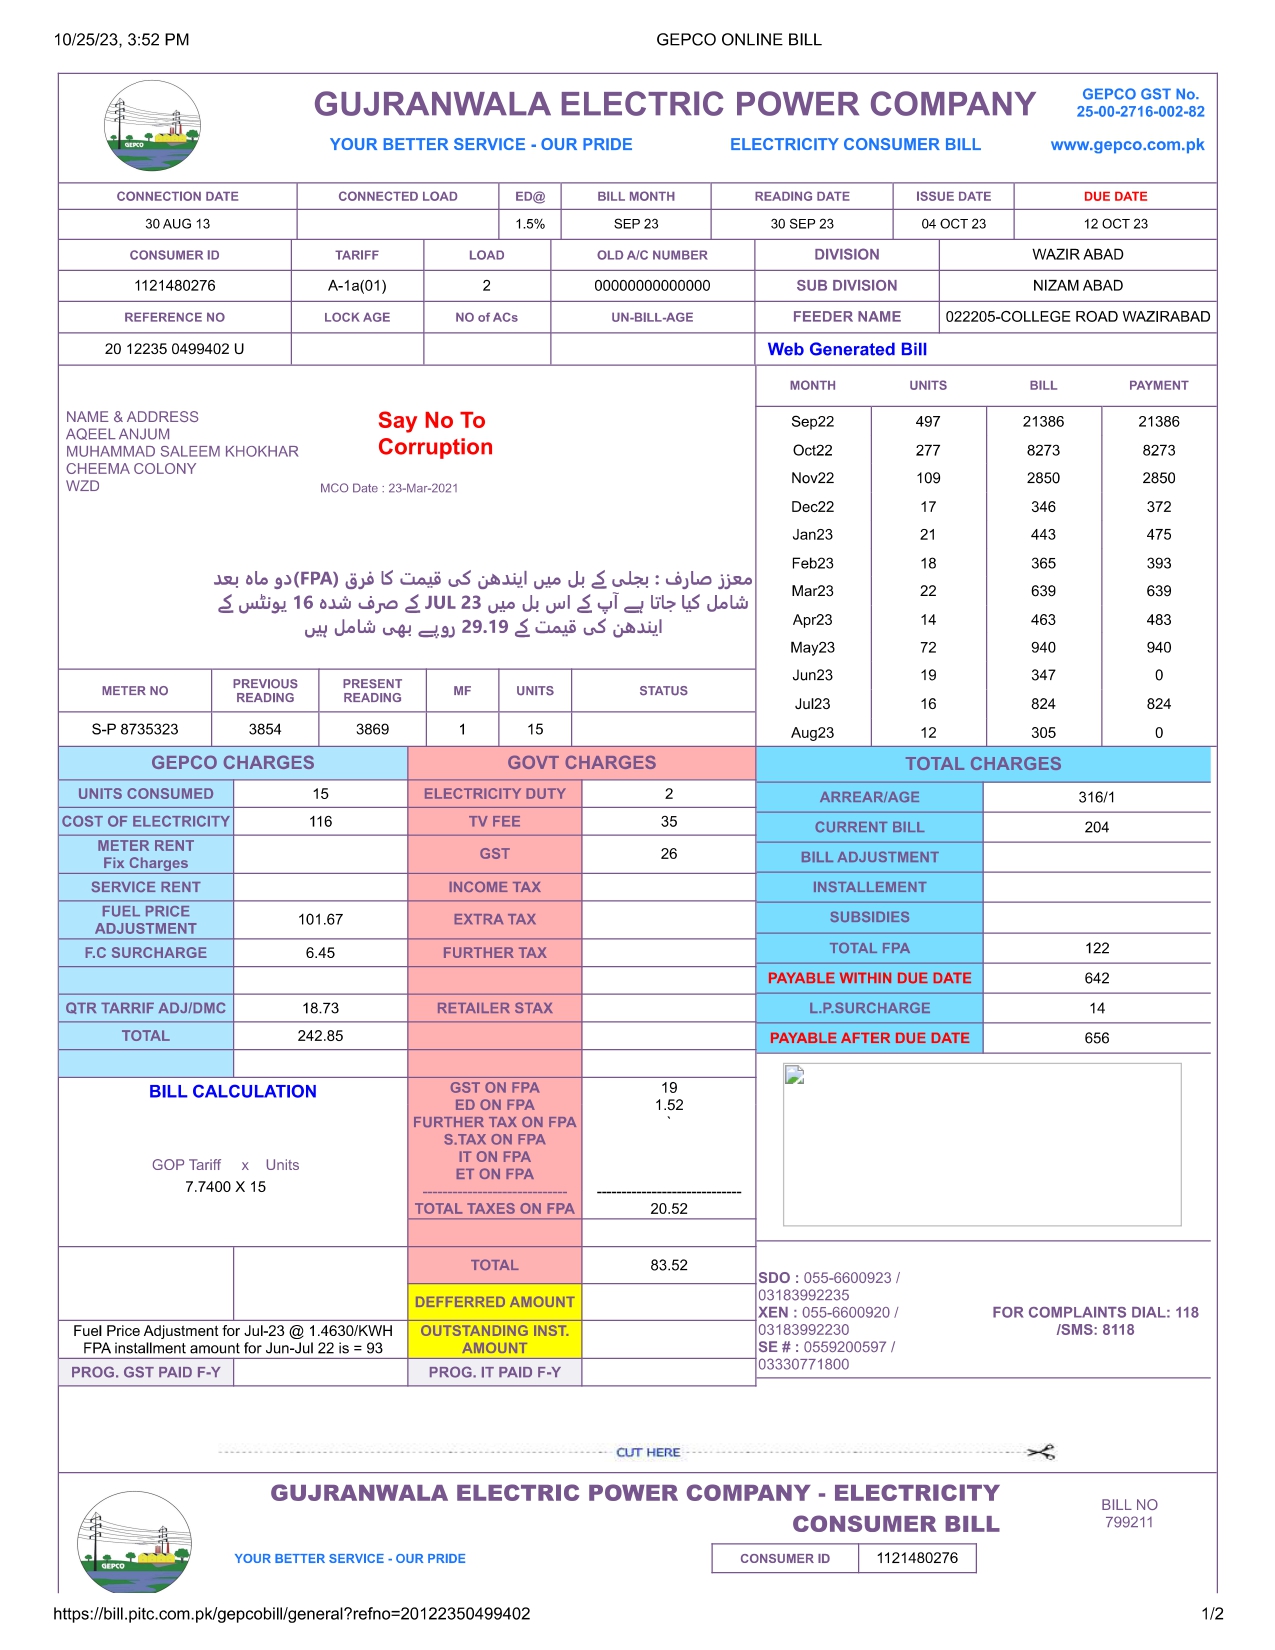 10/25/23, 3:52 PM GEPCO ONLINE BILL
GEPCO
GUJRANWALA ELECTRIC POWER COMPANY
YOUR BETTER SERVICE - OUR PRIDE ELECTRICITY CONSUMER BILL
GEPCO GST No.
25-00-2716-002-82
www.gepco.com.pk
CONNECTION DATE CONNECTED LOAD ED@ BILL MONTH READING DATE ISSUE DATE DUE DATE
30 AUG 13 1.5% SEP 23 30 SEP 23 04 OCT 23 12 OCT 23
CONSUMER ID TARIFF LOAD OLD A/C NUMBER DIVISION WAZIR ABAD
1121480276 A-1a(01) 2 00000000000000 SUB DIVISION NIZAM ABAD
REFERENCE NO LOCK AGE NO of ACs UN-BILL-AGE FEEDER NAME 022205-COLLEGE ROAD WAZIRABAD
20 12235 0499402 U Web Generated Bill
NAME & ADDRESS
AQEEL ANJUM
MUHAMMAD SALEEM KHOKHAR
CHEEMA COLONY
WZD
Say No To
Corruption
MCO Date : 23-Mar-2021
معزز صارف : بجلی کے بل میں ایندھن کی قیمت کا فرق (FPA)دو ماہ بعد
شامل کیا جاتا ہے آپ کے اس بل میں JUL 23 کے صرف شدہ 16 یونٹس کے
ایندھن کی قیمت کے 29.19 روپے بھی شامل ہیں
MONTH UNITS BILL PAYMENT
Sep22 497 21386 21386
Oct22 277 8273 8273
Nov22 109 2850 2850
Dec22 17 346 372
Jan23 21 443 475
Feb23 18 365 393
Mar23 22 639 639
Apr23 14 463 483
May23 72 940 940
Jun23 19 347 0
Jul23 16 824 824
Aug23 12 305 0
METER NO PREVIOUS READING PRESENT READING MF UNITS STATUS
S-P 8735323 3854 3869 1 15
GEPCO CHARGES
UNITS CONSUMED 15
COST OF ELECTRICITY 116
METER RENT
Fix Charges
SERVICE RENT
FUEL PRICE
ADJUSTMENT 101.67
F.C SURCHARGE 6.45
QTR TARRIF ADJ/DMC 18.73
TOTAL 242.85
BILL CALCULATION
GOP Tariff x Units
7.7400 X 15
Fuel Price Adjustment for Jul-23 @ 1.4630/KWH
FPA installment amount for Jun-Jul 22 is = 93
PROG. GST PAID F-Y
GOVT CHARGES
ELECTRICITY DUTY 2
TV FEE 35
GST 26
INCOME TAX
EXTRA TAX
FURTHER TAX
RETAILER STAX
GST ON FPA 19
ED ON FPA 1.52
FURTHER TAX ON FPA `
S.TAX ON FPA
IT ON FPA
ET ON FPA
----------------------------- -----------------------------
TOTAL TAXES ON FPA 20.52
TOTAL 83.52
DEFFERRED AMOUNT
OUTSTANDING INST.
AMOUNT
PROG. IT PAID F-Y
TOTAL CHARGES
ARREAR/AGE 316/1
CURRENT BILL 204
BILL ADJUSTMENT
INSTALLEMENT
SUBSIDIES
TOTAL FPA 122
PAYABLE WITHIN DUE DATE 642
L.P.SURCHARGE 14
PAYABLE AFTER DUE DATE 656
SDO : 055-6600923 /
03183992235
XEN : 055-6600920 /
03183992230
SE # : 0559200597 /
03330771800
FOR COMPLAINTS DIAL: 118
/SMS: 8118
CUT HERE
GEPCO
GUJRANWALA ELECTRIC POWER COMPANY - ELECTRICITY
CONSUMER BILL
BILL NO
799211
YOUR BETTER SERVICE - OUR PRIDE
CONSUMER ID 1121480276
https://bill.pitc.com.pk/gepcobill/general?refno=20122350499402 1/2